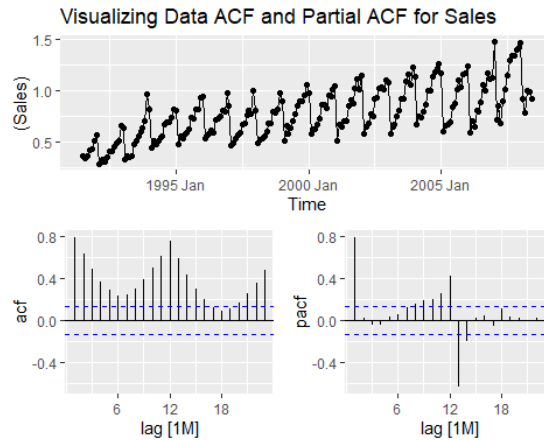 Visualizing Data ACF and Partial ACF for Sales
(Sales)
1.5
1.0
0.5
1995 Jan 2000 Jan 2005 Jan
Time
acf
0.8
0.4
0.0
-0.4
6 12 18
lag [1M]
pacf
0.8
0.4
0.0
-0.4
6 12 18
lag [1M]